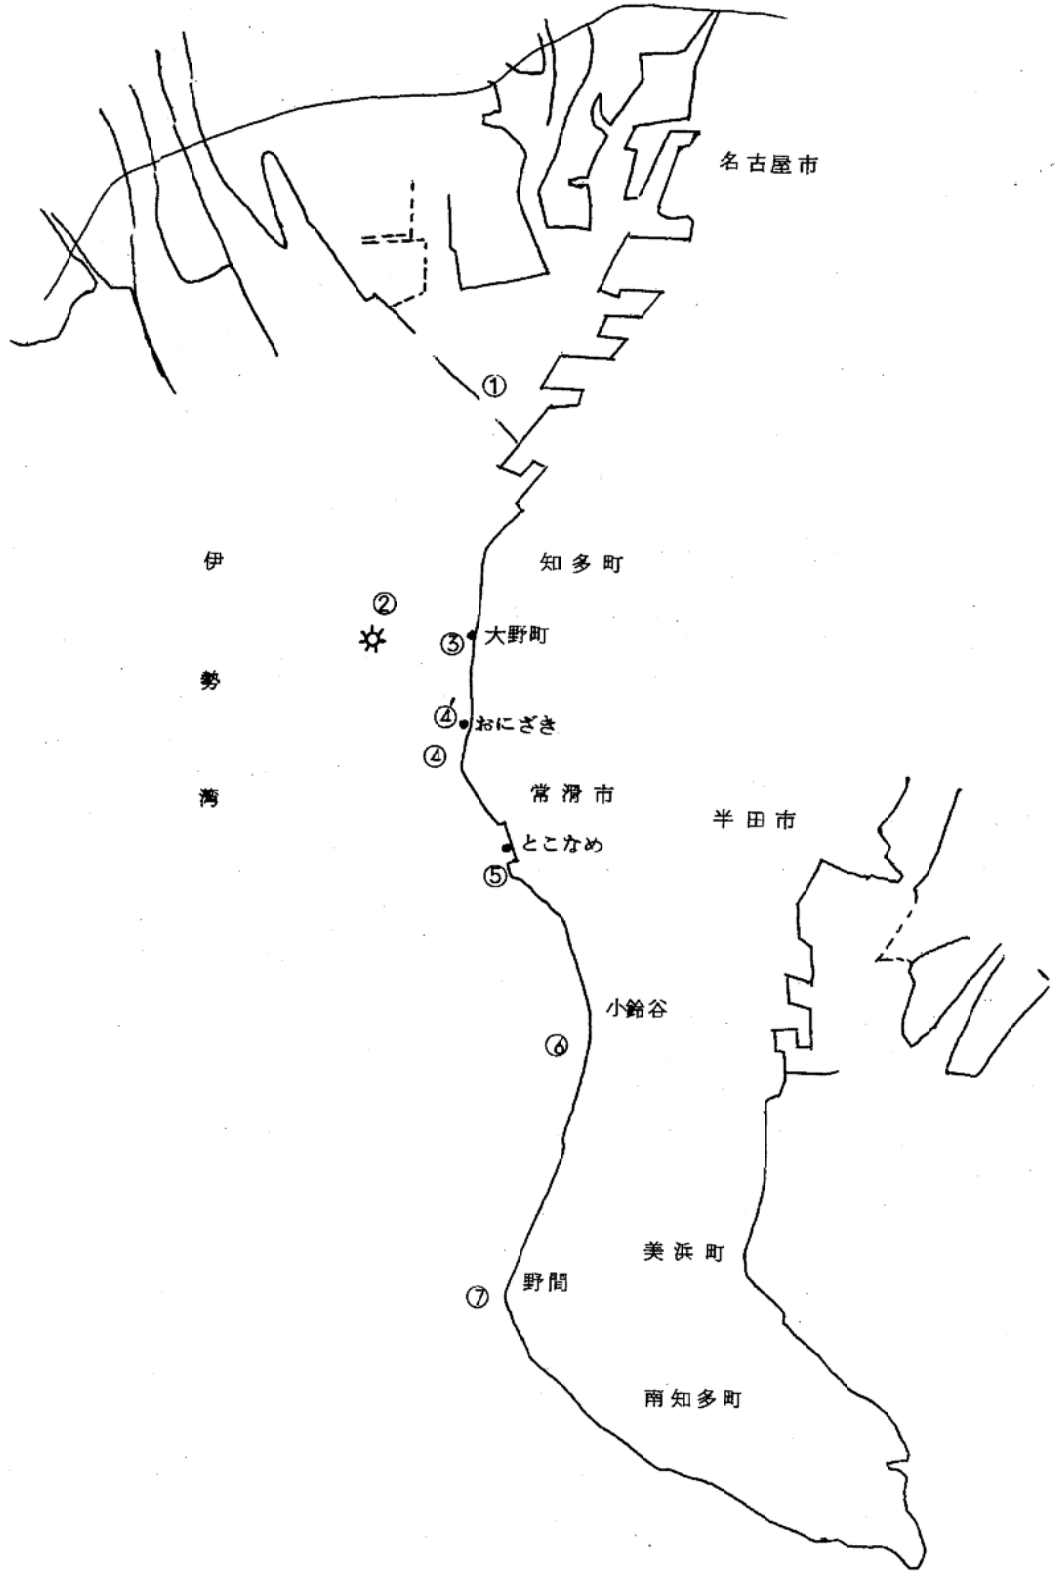 名古屋市
①
伊勢湾
知多町
②
③
大野町
④′
おにざき
④
常滑市
半田市
とこなめ
⑤
小鈴谷
⑥
美浜町
野間
⑦
南知多町